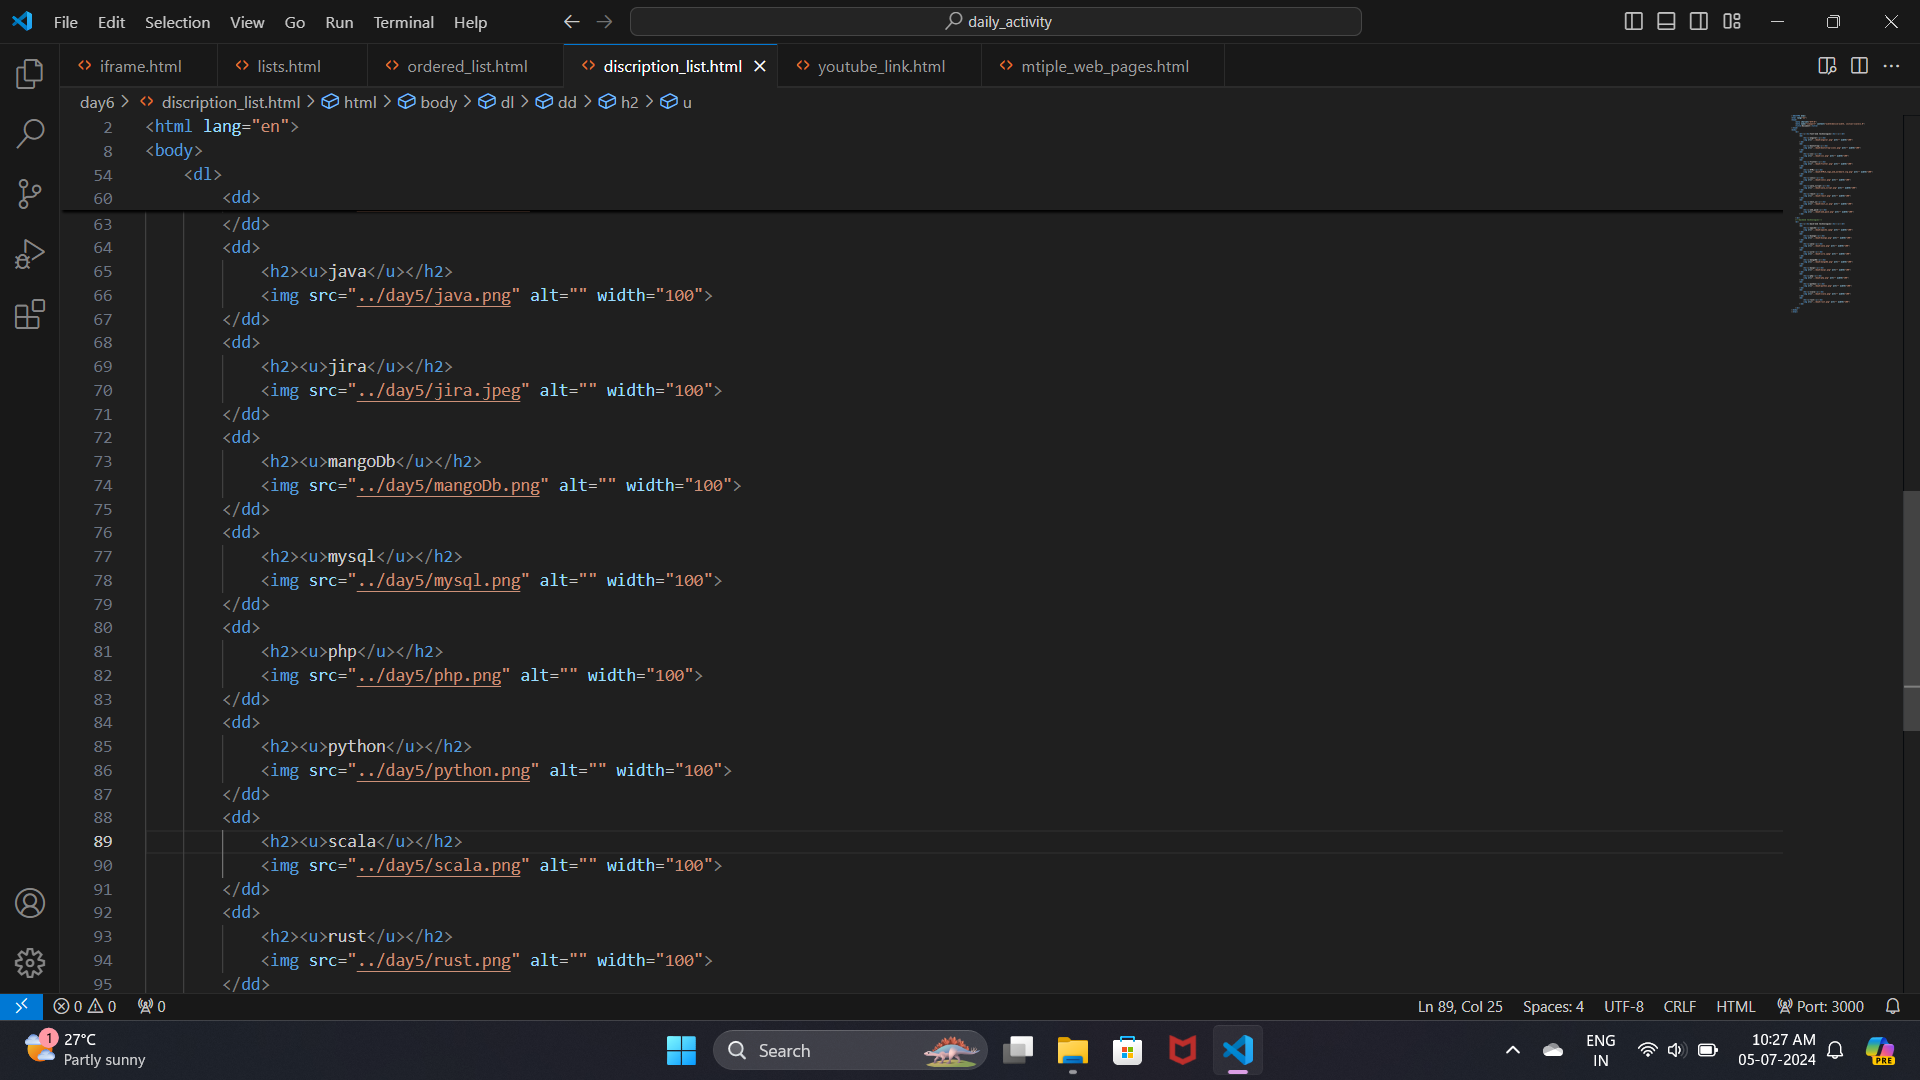 File Edit Selection View Go Run Terminal Help
daily_activity
iframe.html lists.html ordered_list.html discription_list.html youtube_link.html mtiple_web_pages.html
day6 > discription_list.html > html > body > dl > dd > h2 > u
2 <html lang="en">
8 <body>
54 <dl>
60 <dd>
63 </dd>
64 <dd>
65 <h2><u>java</u></h2>
66 <img src="../day5/java.png" alt="" width="100">
67 </dd>
68 <dd>
69 <h2><u>jira</u></h2>
70 <img src="../day5/jira.jpeg" alt="" width="100">
71 </dd>
72 <dd>
73 <h2><u>mangoDb</u></h2>
74 <img src="../day5/mangoDb.png" alt="" width="100">
75 </dd>
76 <dd>
77 <h2><u>mysql</u></h2>
78 <img src="../day5/mysql.png" alt="" width="100">
79 </dd>
80 <dd>
81 <h2><u>php</u></h2>
82 <img src="../day5/php.png" alt="" width="100">
83 </dd>
84 <dd>
85 <h2><u>python</u></h2>
86 <img src="../day5/python.png" alt="" width="100">
87 </dd>
88 <dd>
89 <h2><u>scala</u></h2>
90 <img src="../day5/scala.png" alt="" width="100">
91 </dd>
92 <dd>
93 <h2><u>rust</u></h2>
94 <img src="../day5/rust.png" alt="" width="100">
95 </dd>
0 0 0 Ln 89, Col 25 Spaces: 4 UTF-8 CRLF HTML Port: 3000
1 27°C
Partly sunny
Search
ENG
IN
10:27 AM
05-07-2024
PRE